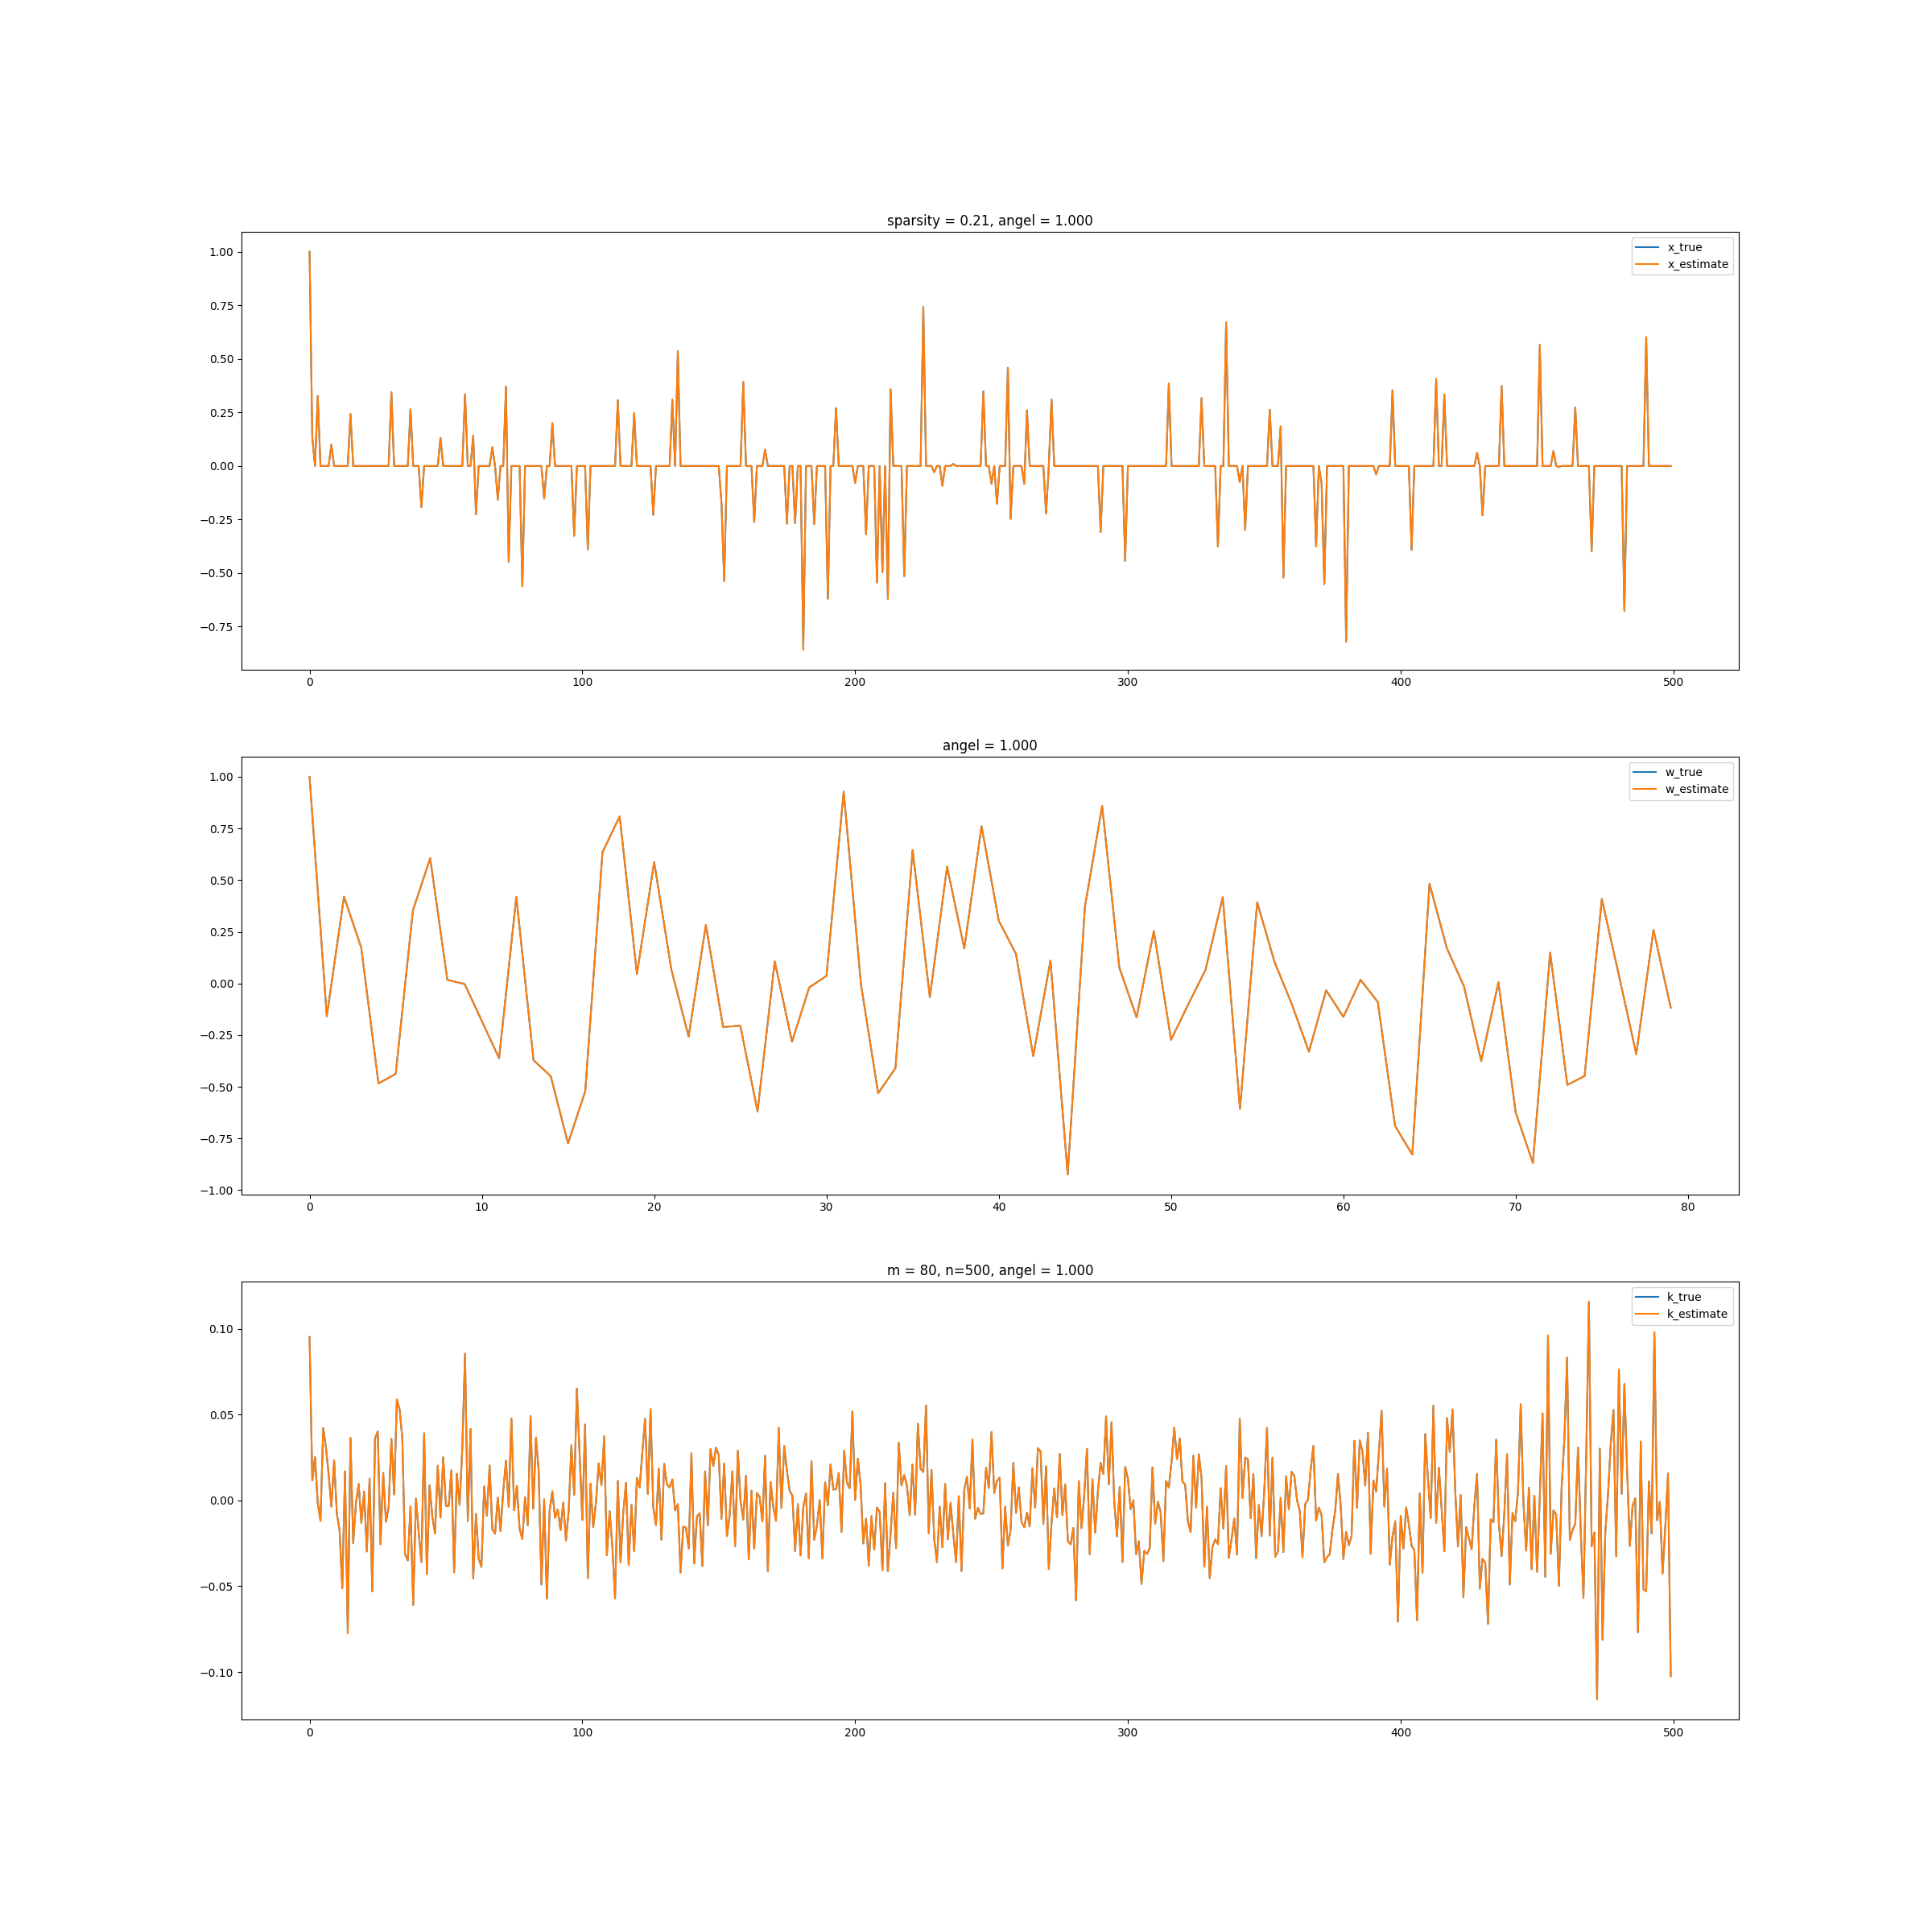 sparsity = 0.21, angel = 1.000
x_true
x_estimate
1.00
0.75
0.50
0.25
0.00
−0.25
−0.50
−0.75
0 100 200 300 400 500
angel = 1.000
w_true
w_estimate
1.00
0.75
0.50
0.25
0.00
−0.25
−0.50
−0.75
−1.00
0 10 20 30 40 50 60 70 80
m = 80, n=500, angel = 1.000
k_true
k_estimate
0.10
0.05
0.00
−0.05
−0.10
0 100 200 300 400 500